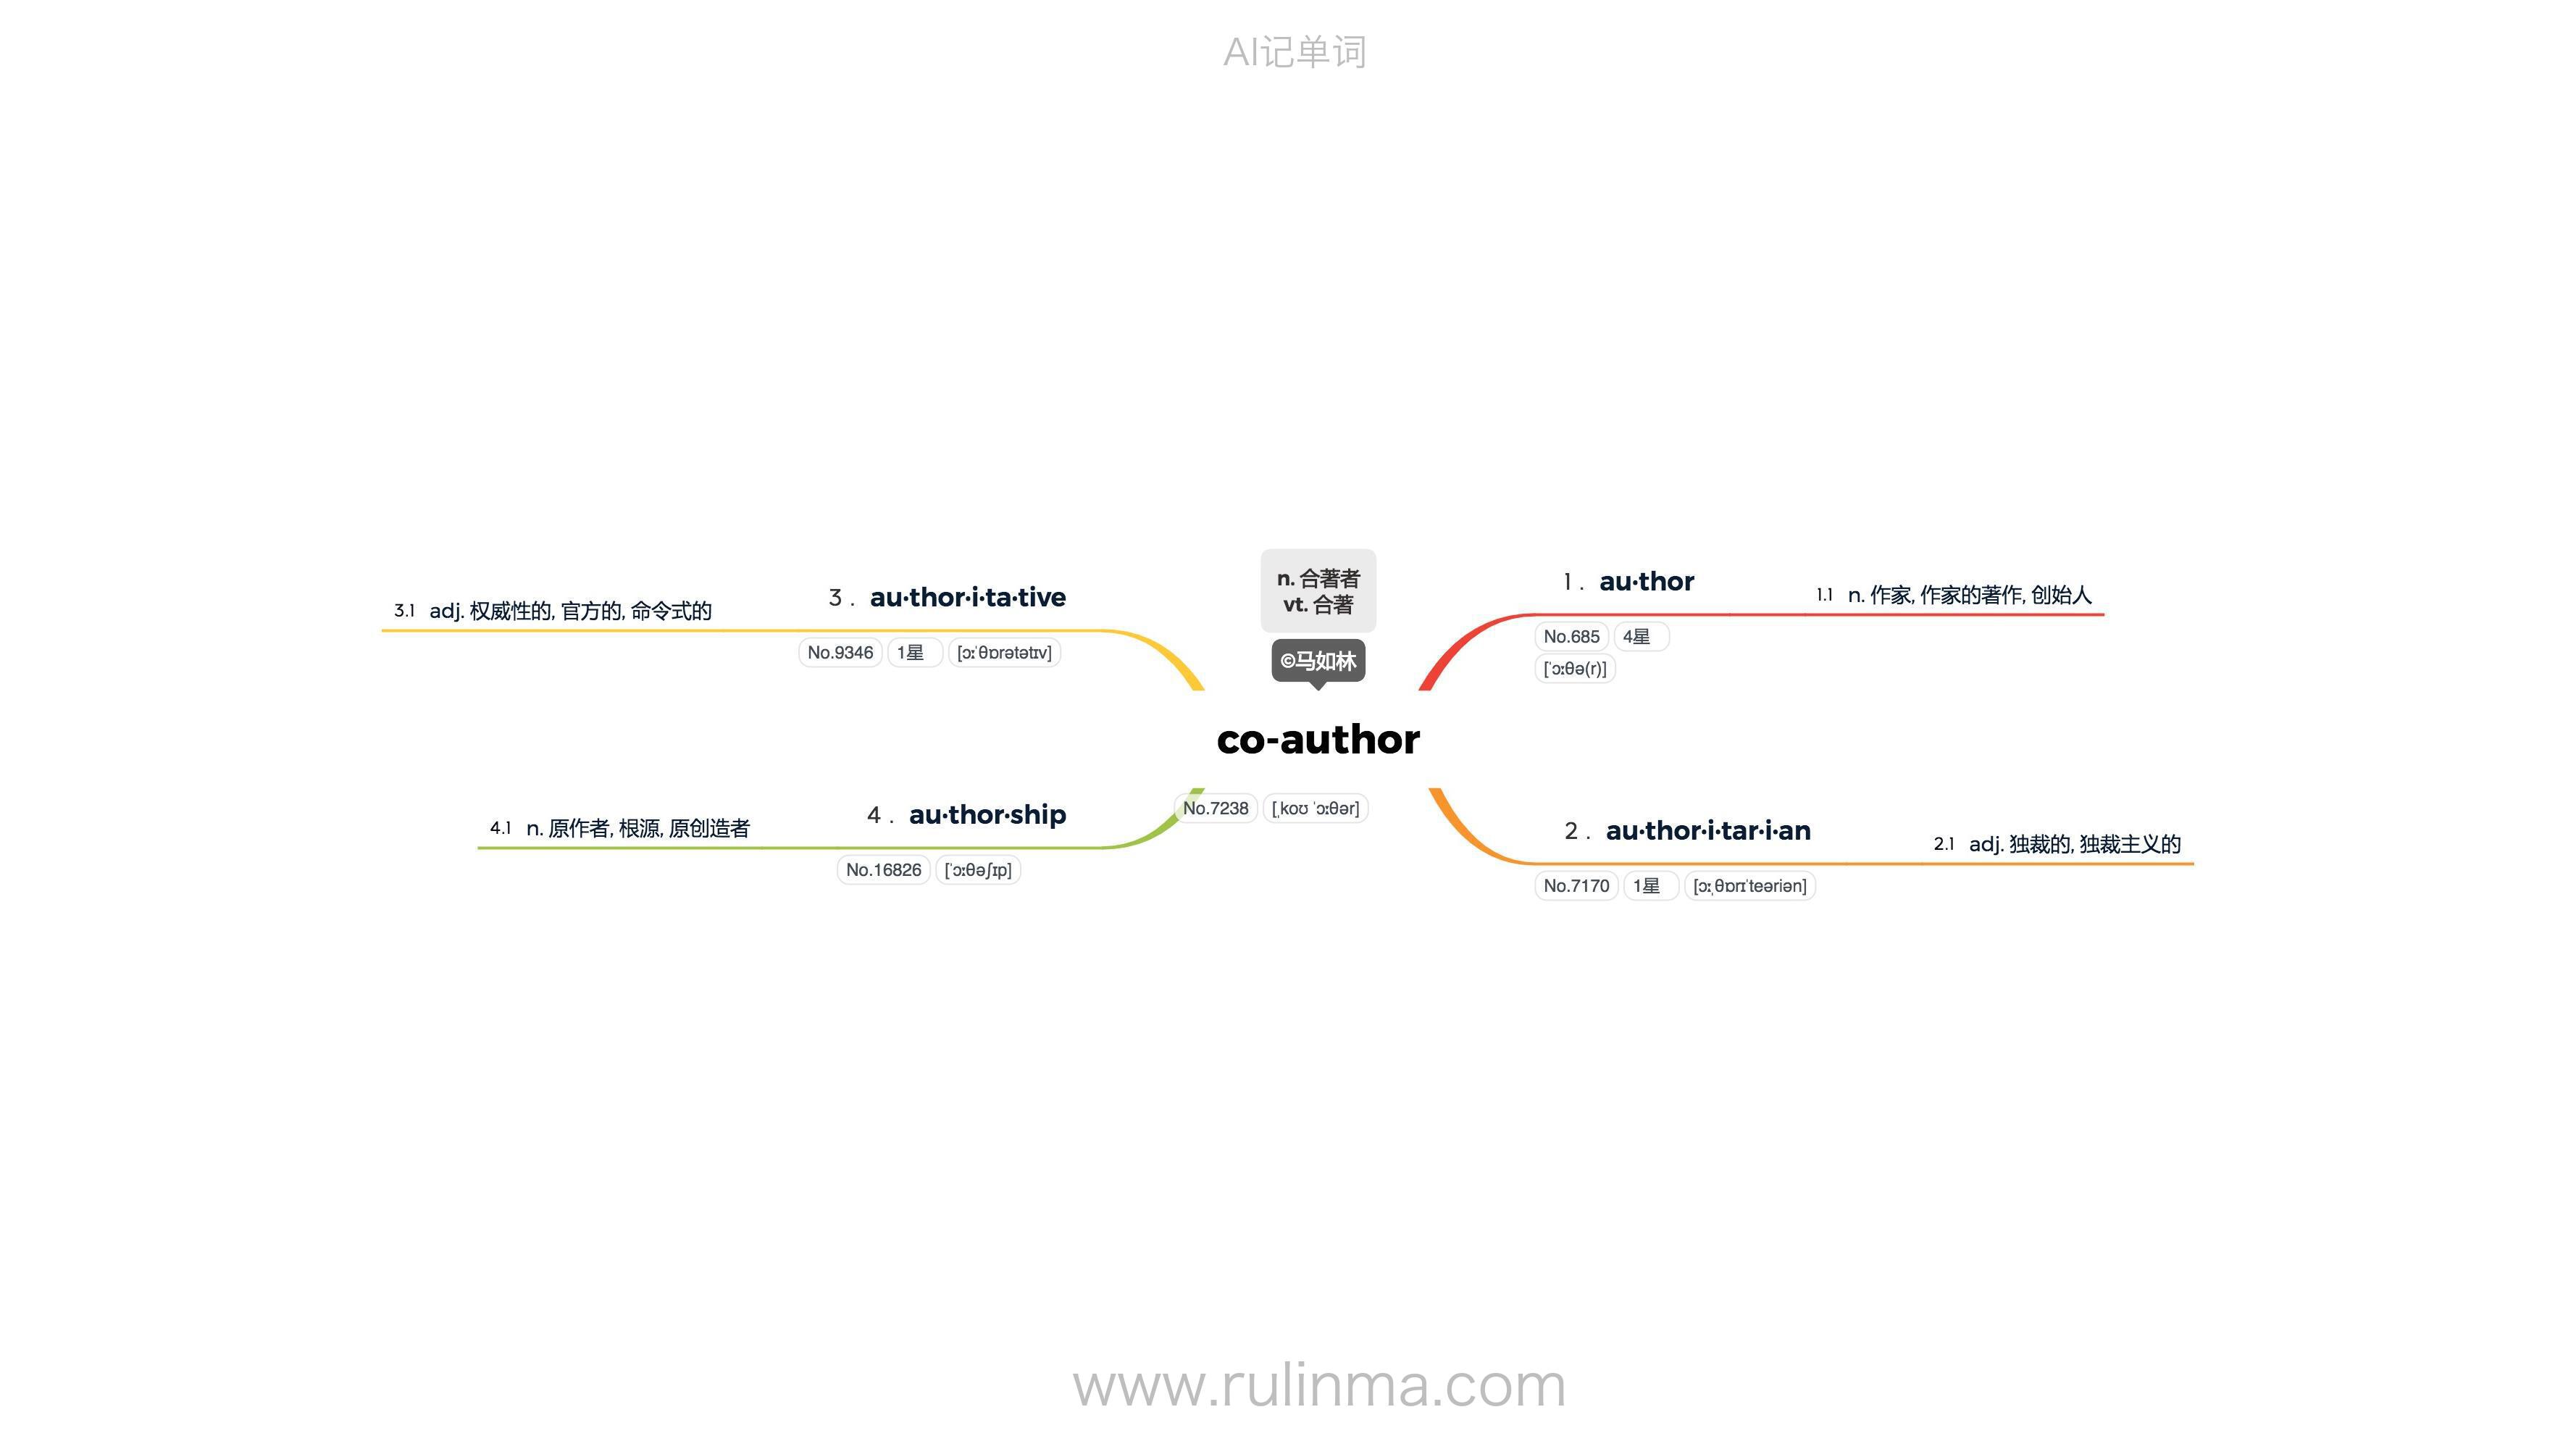 AI记单词
n. 合著者
vt. 合著
©马如林
co-author
No.7238 [ˌkoʊ ˈɔːθər]
1 . au·thor
No.685 4星
[ˈɔːθə(r)]
1.1 n. 作家, 作家的著作, 创始人
2 . au·thor·i·tar·i·an
No.7170 1星 [ɔːˌθɒrɪˈteəriən]
2.1 adj. 独裁的, 独裁主义的
3 . au·thor·i·ta·tive
No.9346 1星 [ɔːˈθɒrətətɪv]
3.1 adj. 权威性的, 官方的, 命令式的
4 . au·thor·ship
No.16826 [ˈɔːθəʃɪp]
4.1 n. 原作者, 根源, 原创造者
www.rulinma.com